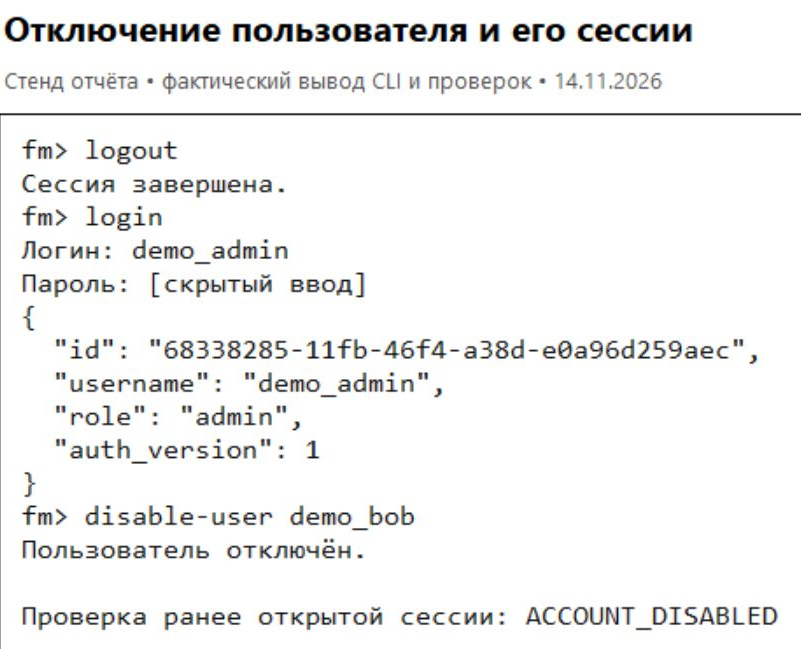 Отключение пользователя и его сессии
Стенд отчёта • фактический вывод CLI и проверок • 14.11.2026
fm> logout
Сессия завершена.
fm> login
Логин: demo_admin
Пароль: [скрытый ввод]
{
  "id": "68338285-11fb-46f4-a38d-e0a96d259aec",
  "username": "demo_admin",
  "role": "admin",
  "auth_version": 1
}
fm> disable-user demo_bob
Пользователь отключён.
Проверка ранее открытой сессии: ACCOUNT_DISABLED